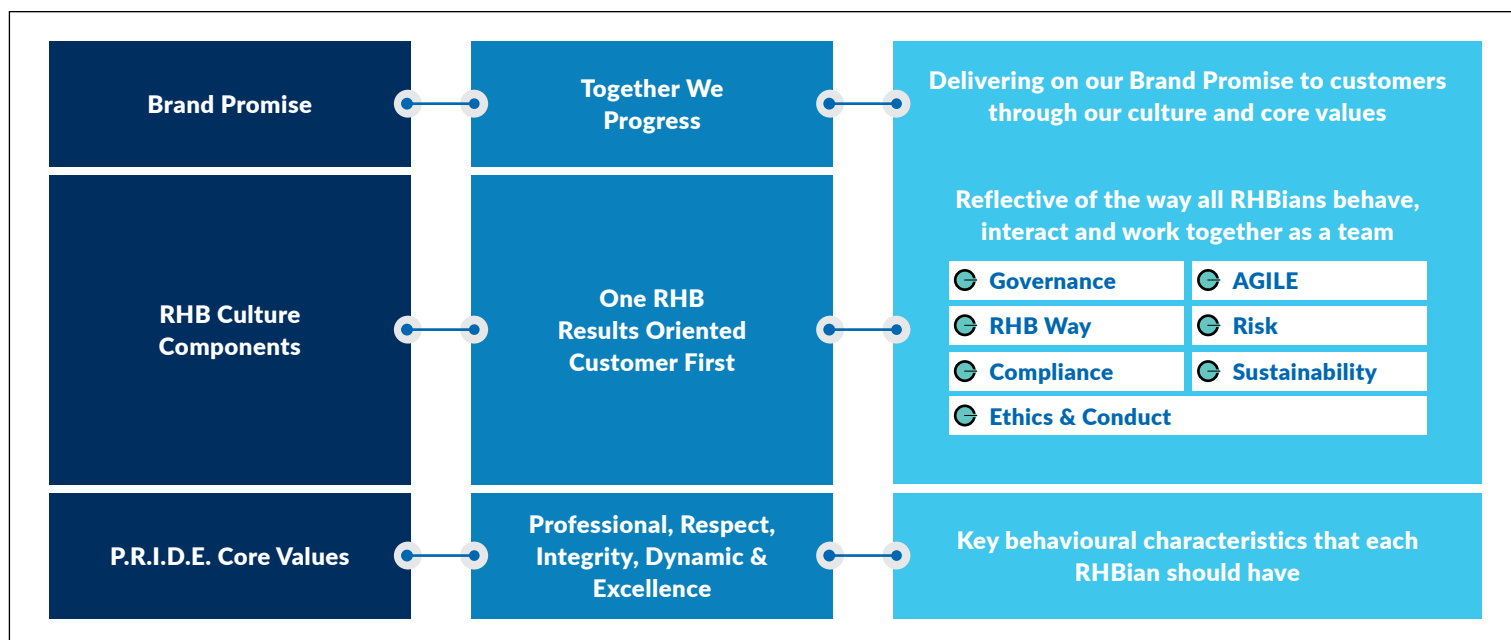 Brand Promise
Together We
Progress
Delivering on our Brand Promise to customers
through our culture and core values
RHB Culture
Components
One RHB
Results Oriented
Customer First
Reflective of the way all RHBians behave,
interact and work together as a team
Governance
AGILE
RHB Way
Risk
Compliance
Sustainability
Ethics & Conduct
P.R.I.D.E. Core Values
Professional, Respect,
Integrity, Dynamic &
Excellence
Key behavioural characteristics that each
RHBian should have